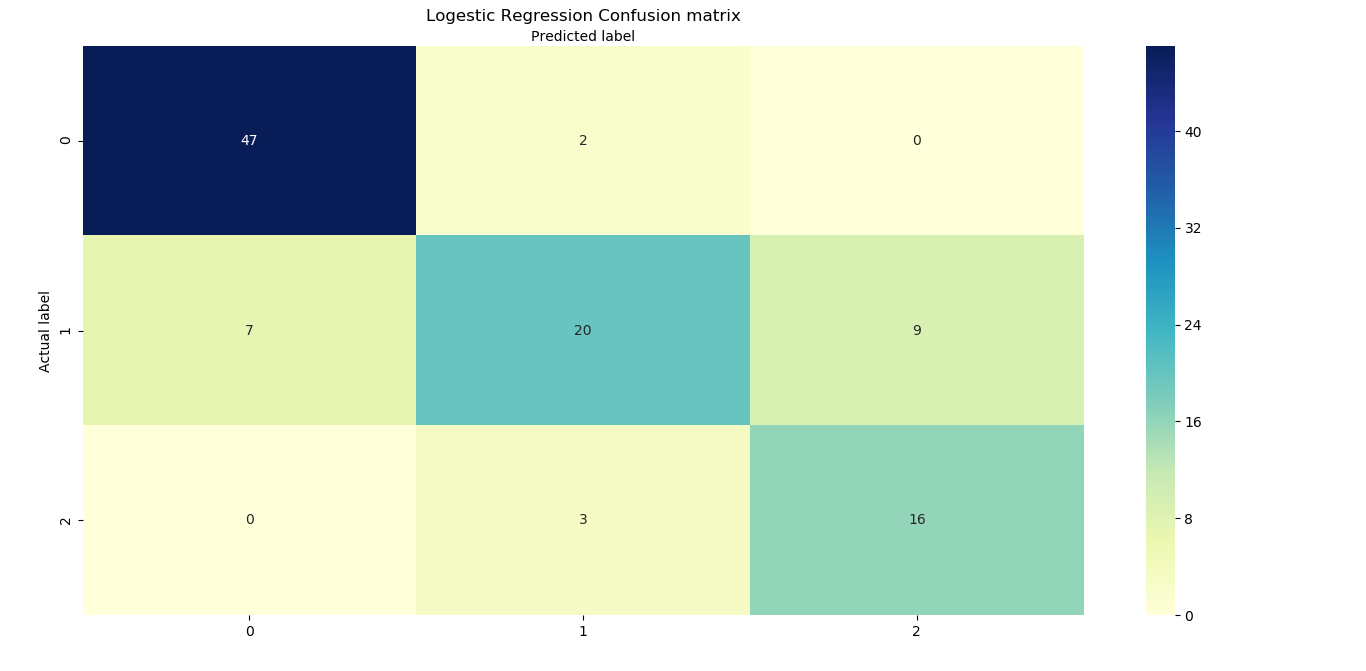 Logestic Regression Confusion matrix
Predicted label
0 47 2 0
1 7 20 9
2 0 3 16
0 1 2
Actual label
40
32
24
16
8
0